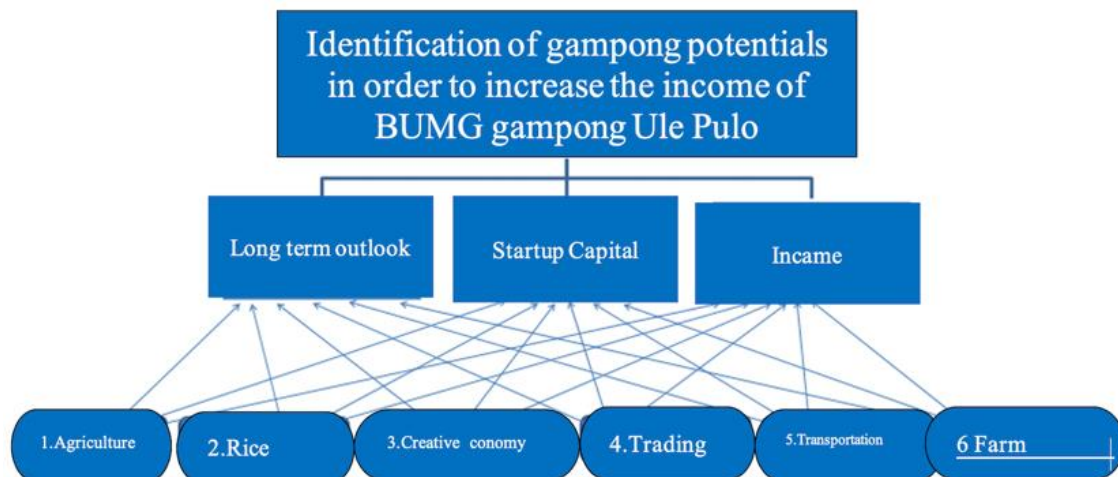 Identification of gampong potentials
in order to increase the income of
BUMG gampong Ule Pulo
Long term outlook
Startup Capital
Incame
1.Agriculture
2.Rice
3.Creative conomy
4.Trading
5.Transportation
6 Farm